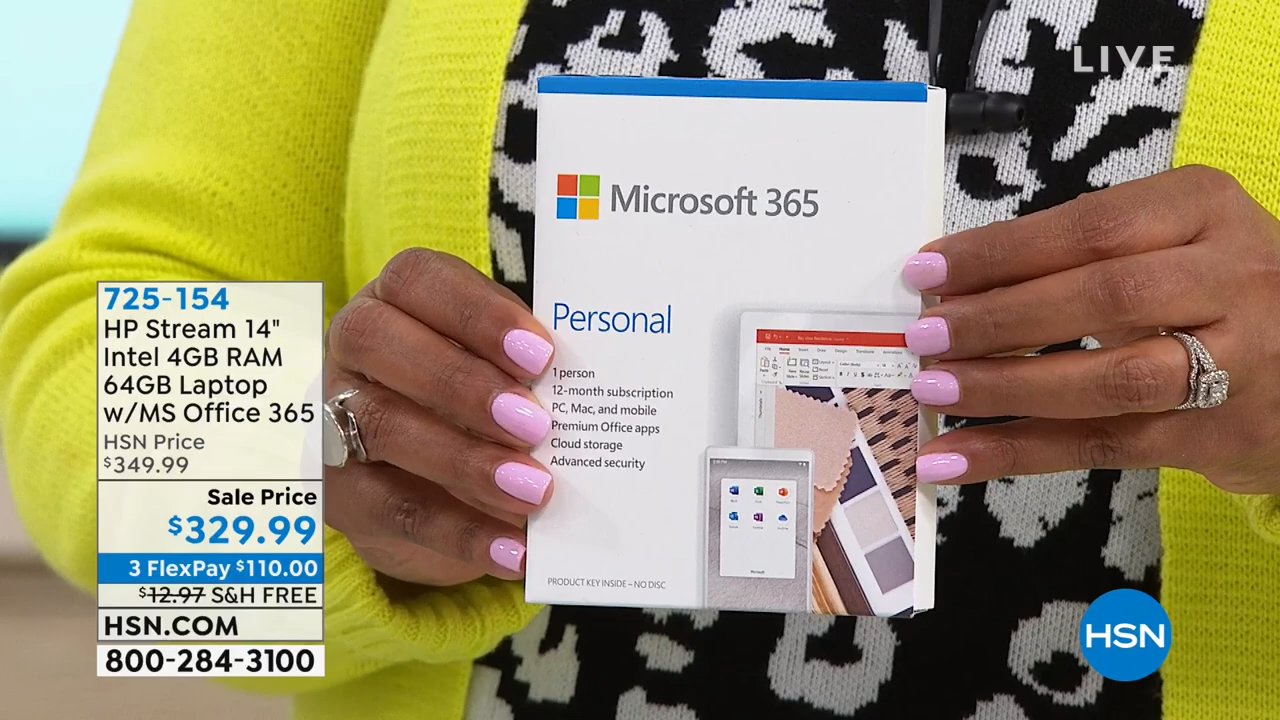 LIVE
Microsoft 365
Personal
1 person
12-month subscription
PC, Mac, and mobile
Premium Office apps
Cloud storage
Advanced security
PRODUCT KEY INSIDE – NO DISC
725-154
HP Stream 14"
Intel 4GB RAM
64GB Laptop
w/MS Office 365
HSN Price
$349.99
Sale Price
$329.99
3 FlexPay $110.00
$12.97 S&H FREE
HSN.COM
800-284-3100
HSN